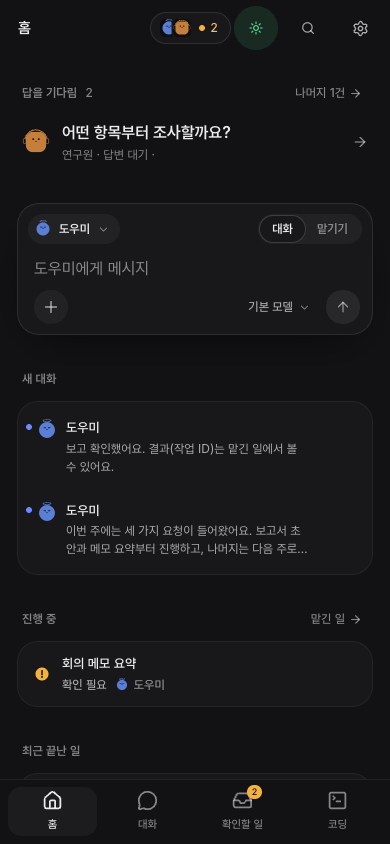 홈
2
답을 기다림 2
나머지 1건 →
어떤 항목부터 조사할까요?
연구원 · 답변 대기 ·
도우미
대화
맡기기
도우미에게 메시지
기본 모델
새 대화
도우미
보고 확인했어요. 결과(작업 ID)는 맡긴 일에서 볼
수 있어요.
도우미
이번 주에는 세 가지 요청이 들어왔어요. 보고서 초
안과 메모 요약부터 진행하고, 나머지는 다음 주로...
진행 중
맡긴 일 →
회의 메모 요약
확인 필요 도우미
최근 끝난 일
2
홈
대화
확인할 일
코딩